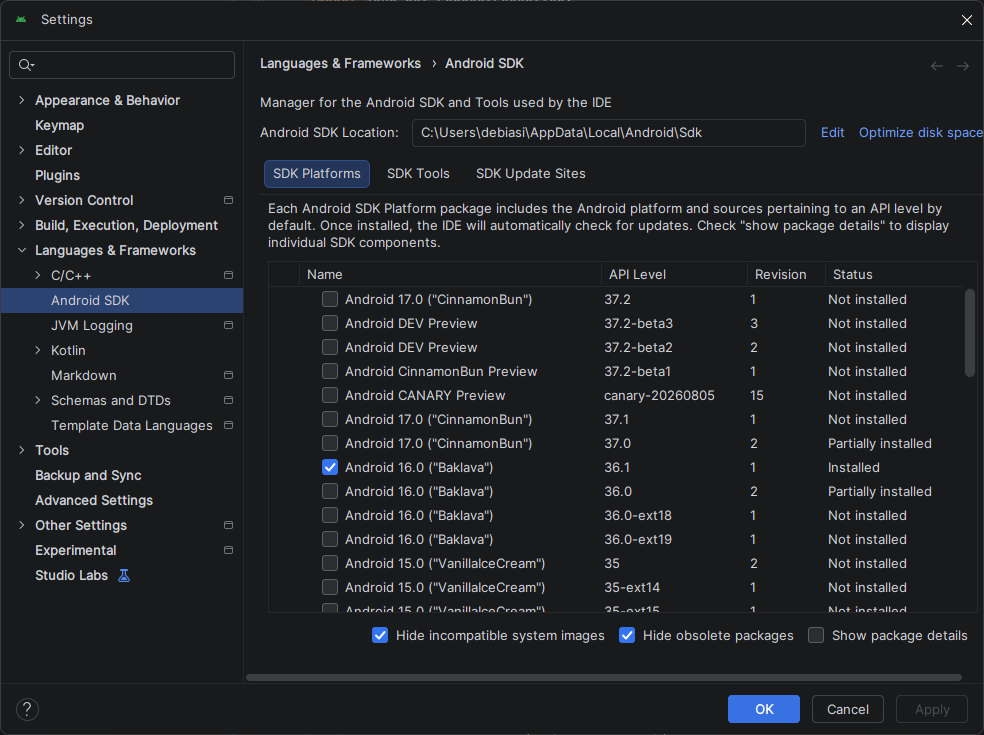 Settings
Languages & Frameworks › Android SDK
Appearance & Behavior
Keymap
Editor
Plugins
Version Control
Build, Execution, Deployment
Languages & Frameworks
C/C++
Android SDK
JVM Logging
Kotlin
Markdown
Schemas and DTDs
Template Data Languages
Tools
Backup and Sync
Advanced Settings
Other Settings
Experimental
Studio Labs
Manager for the Android SDK and Tools used by the IDE
Android SDK Location: C:\Users\debiasi\AppData\Local\Android\Sdk Edit Optimize disk space
SDK Platforms SDK Tools SDK Update Sites
Each Android SDK Platform package includes the Android platform and sources pertaining to an API level by
default. Once installed, the IDE will automatically check for updates. Check "show package details" to display
individual SDK components.
Name API Level Revision Status
Android 17.0 ("CinnamonBun") 37.2 1 Not installed
Android DEV Preview 37.2-beta3 3 Not installed
Android DEV Preview 37.2-beta2 2 Not installed
Android CinnamonBun Preview 37.2-beta1 1 Not installed
Android CANARY Preview canary-20260805 15 Not installed
Android 17.0 ("CinnamonBun") 37.1 1 Not installed
Android 17.0 ("CinnamonBun") 37.0 2 Partially installed
Android 16.0 ("Baklava") 36.1 1 Installed
Android 16.0 ("Baklava") 36.0 2 Partially installed
Android 16.0 ("Baklava") 36.0-ext18 1 Not installed
Android 16.0 ("Baklava") 36.0-ext19 1 Not installed
Android 15.0 ("VanillaIceCream") 35 2 Not installed
Android 15.0 ("VanillaIceCream") 35-ext14 1 Not installed
Android 15.0 ("VanillaIceCream") 35-ext15 1 Not installed
Hide incompatible system images Hide obsolete packages Show package details
? OK Cancel Apply